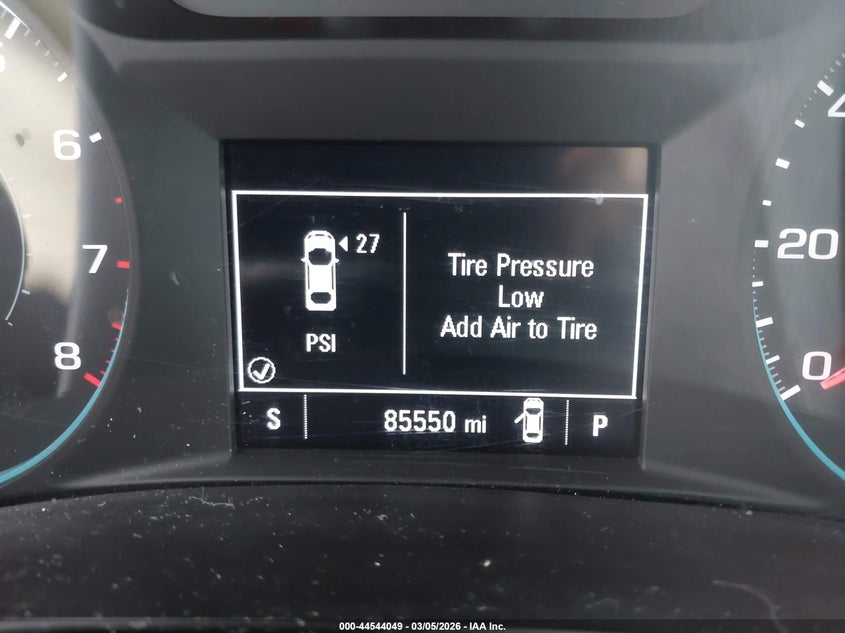 6
7
8
27
PSI
Tire Pressure
Low
Add Air to Tire
S
85550 mi
P
4
20
0
000-44544049 - 03/05/2026 - IAA Inc.